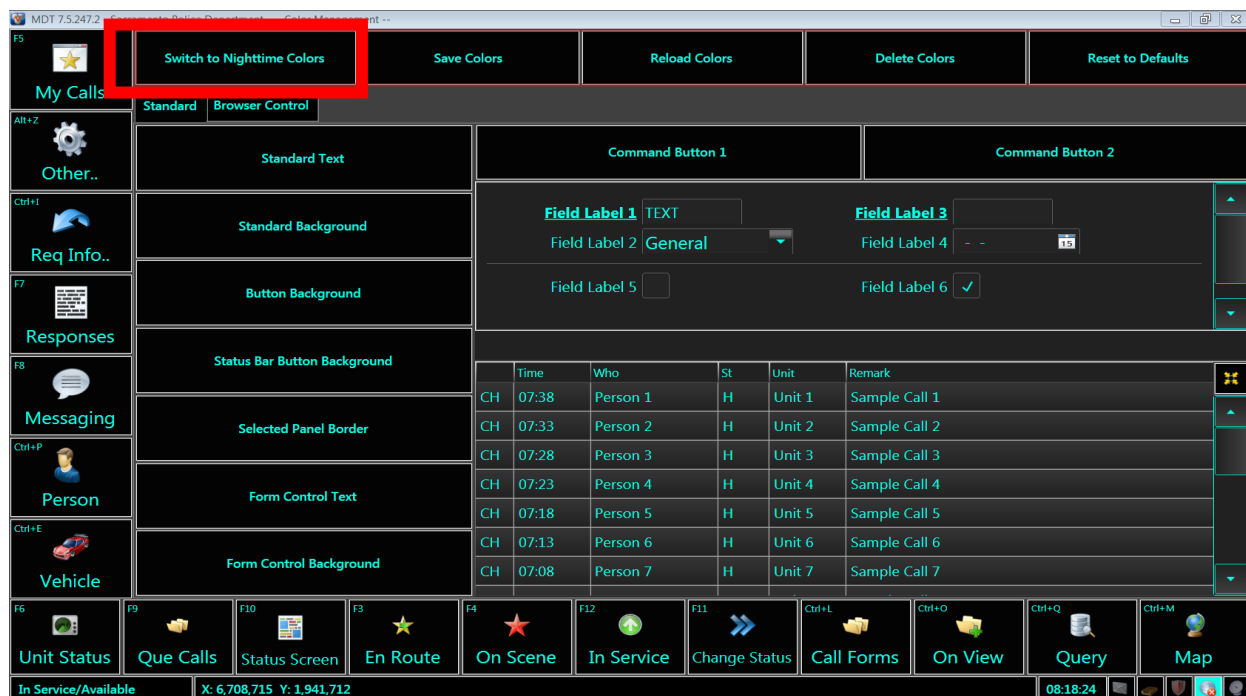 MDT 7.5.247.2 - Sacramento Police Department Color Management --
Switch to Nighttime Colors
Save Colors
Reload Colors
Delete Colors
Reset to Defaults
F5
My Calls
Alt+Z
Other..
Ctrl+I
Req Info..
F7
Responses
F8
Messaging
Ctrl+P
Person
Ctrl+E
Vehicle
Standard
Browser Control
Standard Text
Standard Background
Button Background
Status Bar Button Background
Selected Panel Border
Form Control Text
Form Control Background
Command Button 1
Command Button 2
Field Label 1 TEXT
Field Label 3
Field Label 2 General
Field Label 4 - -
15
Field Label 5
Field Label 6
Time Who St Unit Remark
CH 07:38 Person 1 H Unit 1 Sample Call 1
CH 07:33 Person 2 H Unit 2 Sample Call 2
CH 07:28 Person 3 H Unit 3 Sample Call 3
CH 07:23 Person 4 H Unit 4 Sample Call 4
CH 07:18 Person 5 H Unit 5 Sample Call 5
CH 07:13 Person 6 H Unit 6 Sample Call 6
CH 07:08 Person 7 H Unit 7 Sample Call 7
F6
Unit Status
F9
Que Calls
F10
Status Screen
F3
En Route
F4
On Scene
F12
In Service
F11
Change Status
Ctrl+L
Call Forms
Ctrl+O
On View
Ctrl+Q
Query
Ctrl+M
Map
In Service/Available
X: 6,708,715 Y: 1,941,712
08:18:24